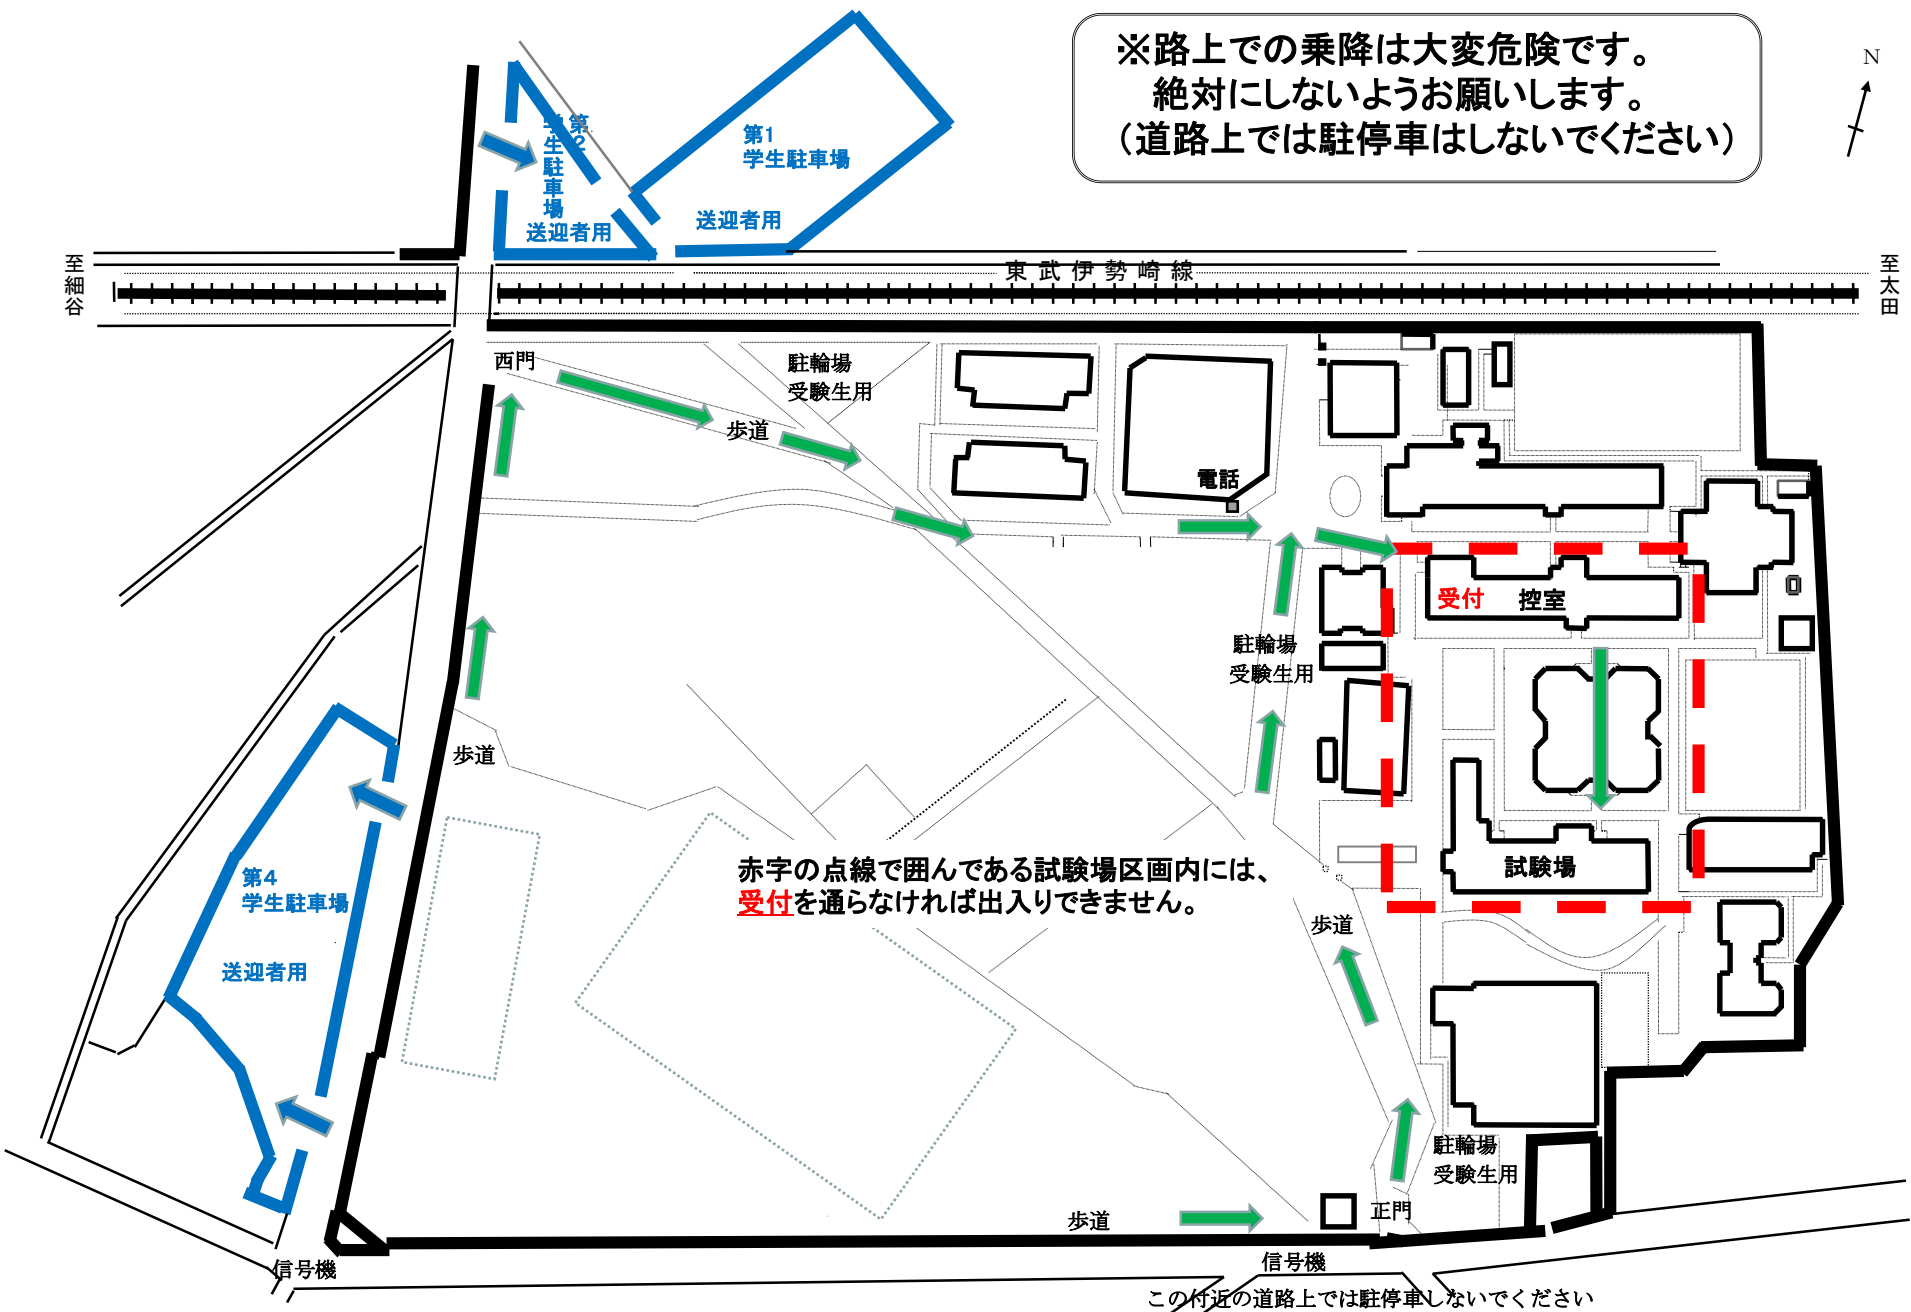 ※路上での乗降は大変危険です。
絶対にしないようお願いします。
（道路上では駐停車はしないでください）
N
第2
学生駐車場
送迎者用
第1
学生駐車場
送迎者用
至細谷
東武伊勢崎線
至太田
西門
駐輪場
受験生用
歩道
電話
受付
控室
駐輪場
受験生用
歩道
赤字の点線で囲んである試験場区画内には、
受付を通らなければ出入りできません。
試験場
第4
学生駐車場
送迎者用
歩道
駐輪場
受験生用
歩道
正門
信号機
信号機
この付近の道路上では駐停車しないでください